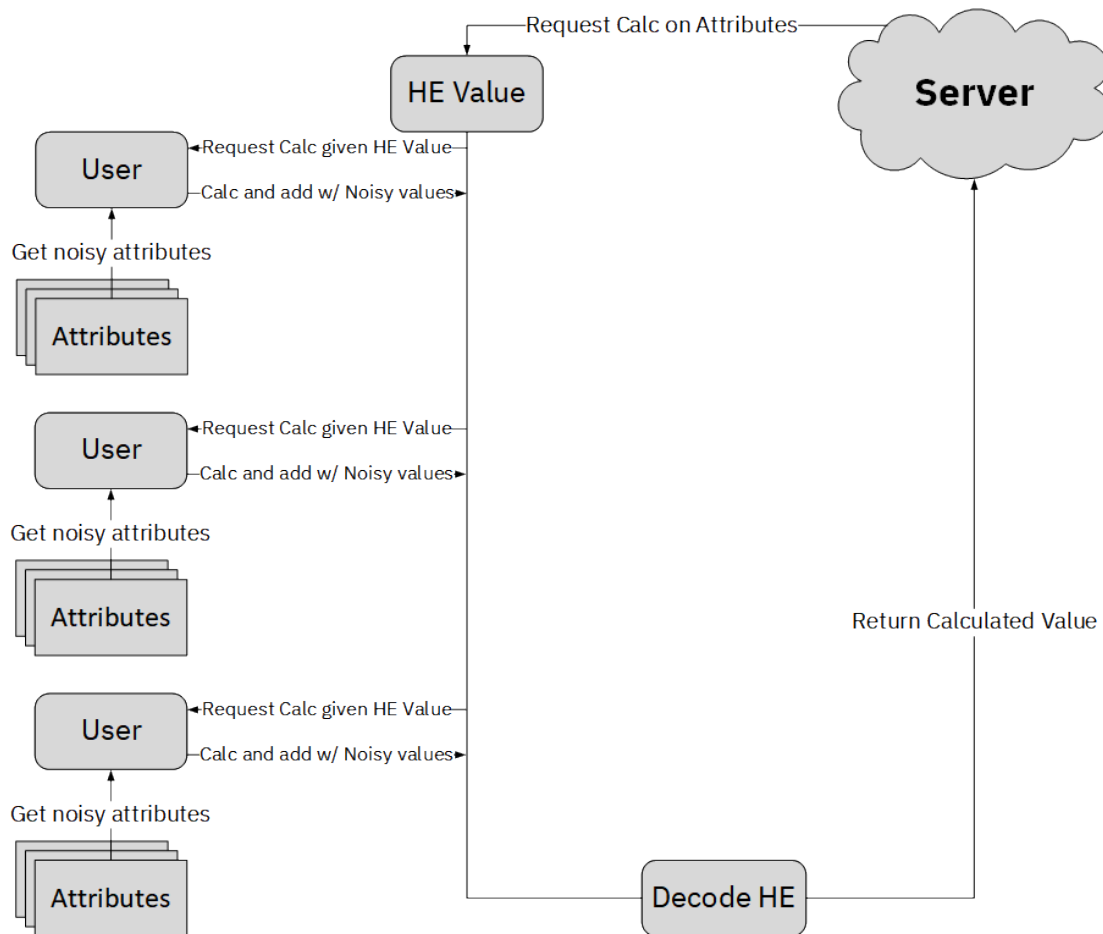 Request Calc on Attributes
Server
HE Value
Request Calc given HE Value
User
Calc and add w/ Noisy values
Get noisy attributes
Attributes
Request Calc given HE Value
User
Calc and add w/ Noisy values
Get noisy attributes
Attributes
Return Calculated Value
Request Calc given HE Value
User
Calc and add w/ Noisy values
Get noisy attributes
Attributes
Decode HE